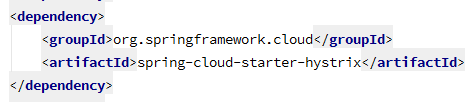 <dependency>
<groupId>org.springframework.cloud</groupId>
<artifactId>spring-cloud-starter-hystrix</artifactId>
</dependency>